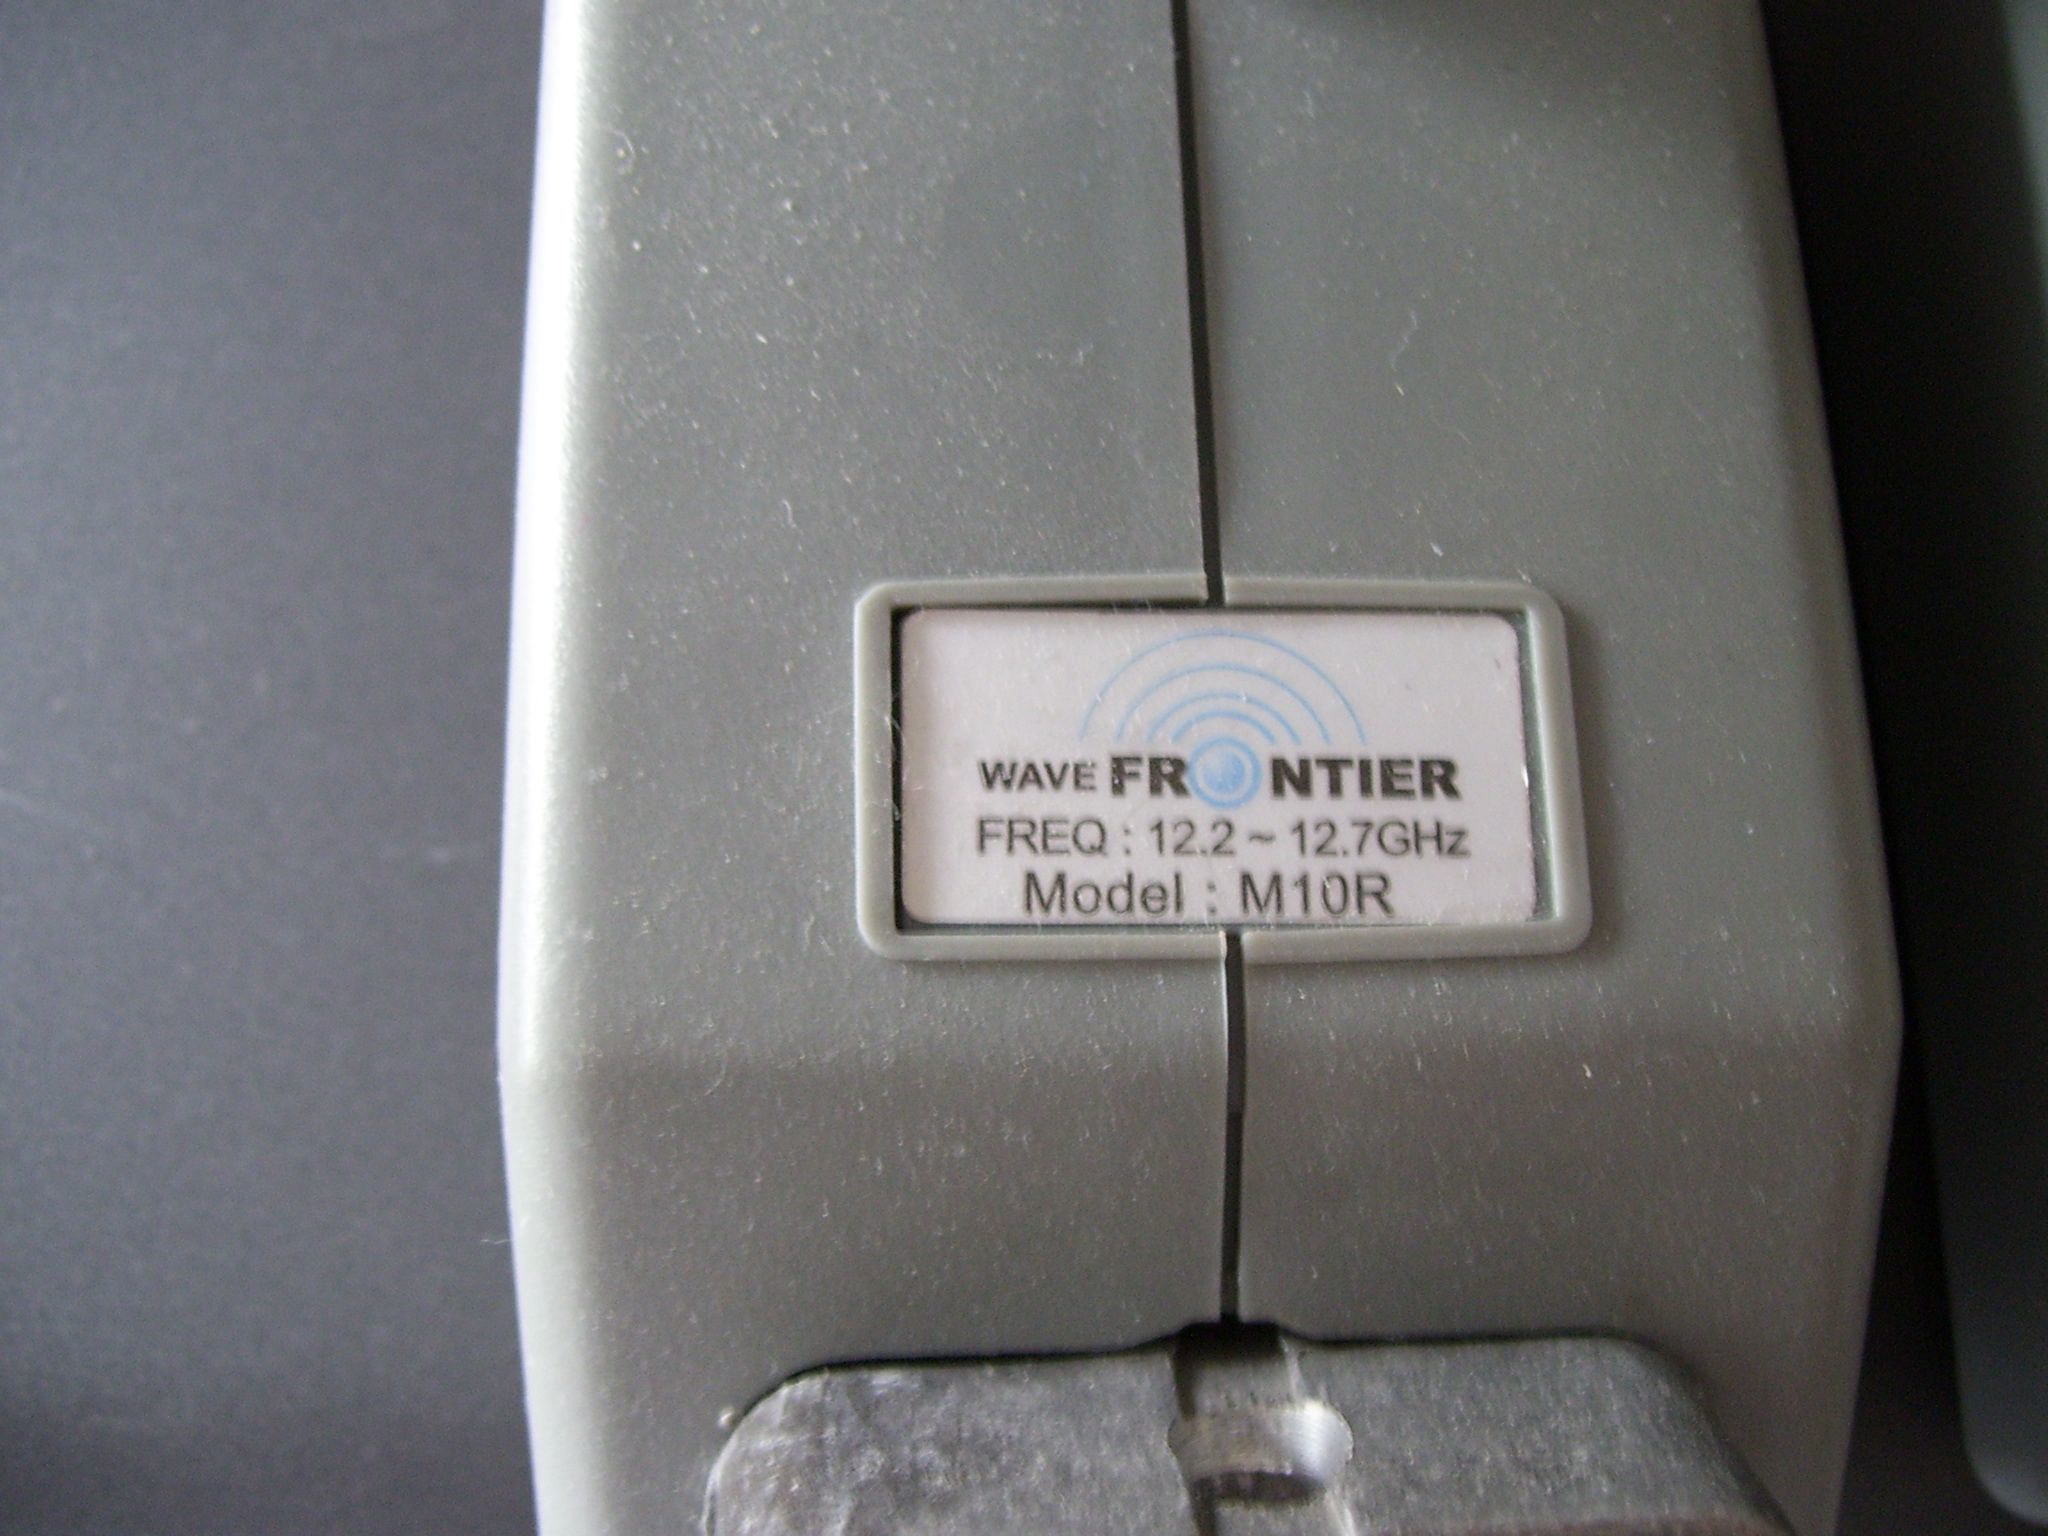 WAVE FRONTIER
FREQ : 12.2 ~ 12.7GHz
Model : M10R